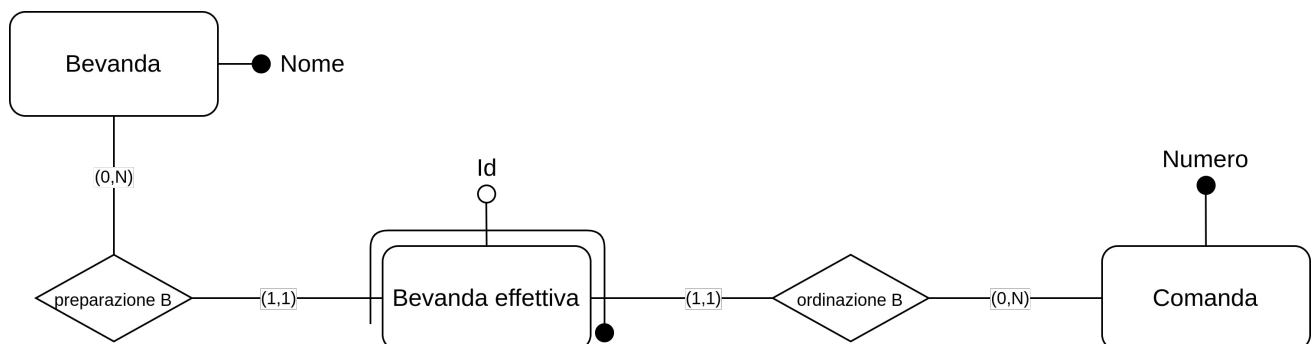 Bevanda
Nome
(0,N)
Id
Numero
preparazione B
(1,1)
Bevanda effettiva
(1,1)
ordinazione B
(0,N)
Comanda